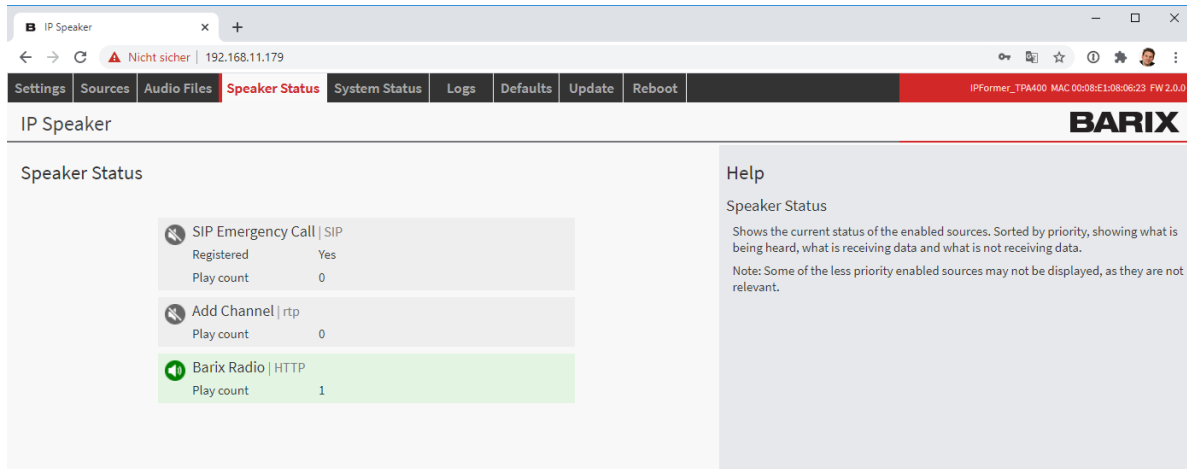 B IP Speaker
Nicht sicher | 192.168.11.179
Settings Sources Audio Files Speaker Status System Status Logs Defaults Update Reboot IPFormer_TPA400 MAC 00:08:E1:08:06:23 FW 2.0.0
IP Speaker BARIX
Speaker Status
SIP Emergency Call | SIP
Registered Yes
Play count 0
Add Channel | rtp
Play count 0
Barix Radio | HTTP
Play count 1
Help
Speaker Status
Shows the current status of the enabled sources. Sorted by priority, showing what is
being heard, what is receiving data and what is not receiving data.
Note: Some of the less priority enabled sources may not be displayed, as they are not
relevant.